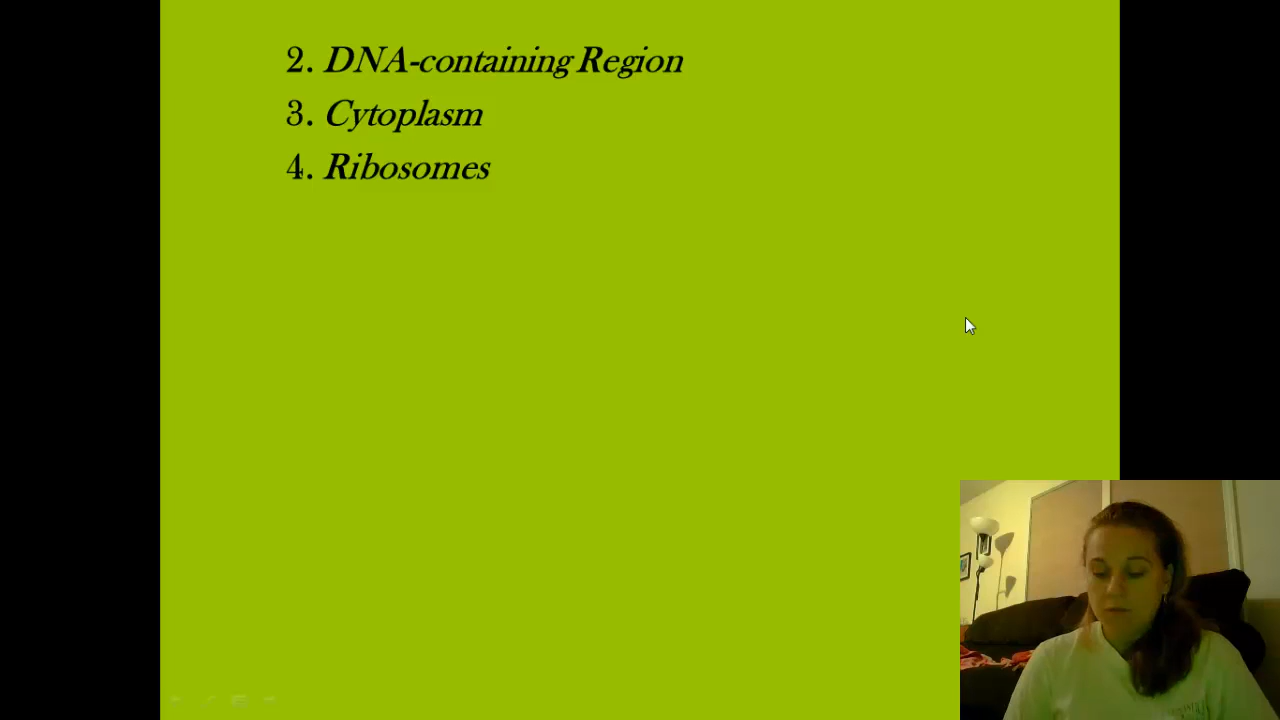 2. DNA-containing Region
3. Cytoplasm
4. Ribosomes